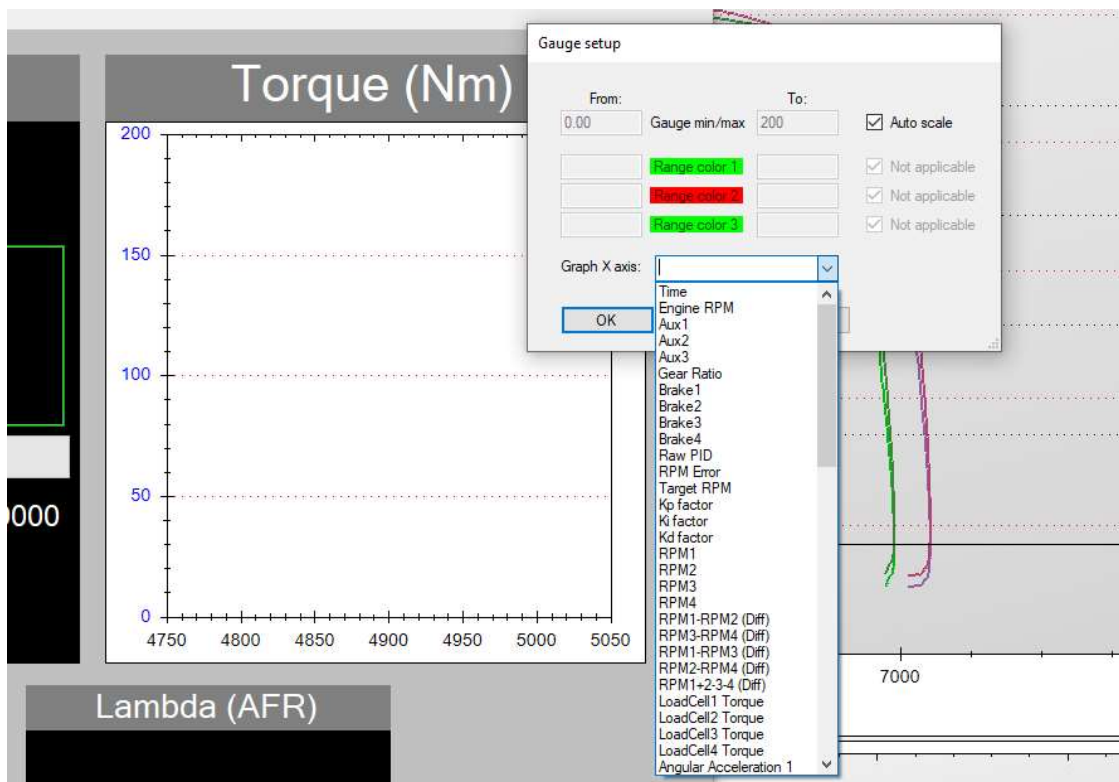 Torque (Nm)
200
150
100
50
0
4750 4800 4850 4900 4950 5000 5050
0000
Lambda (AFR)
Gauge setup
From: To:
0.00 Gauge min/max 200 Auto scale
Range color 1 Not applicable
Range color 2 Not applicable
Range color 3 Not applicable
Graph X axis:
OK
Time
Engine RPM
Aux1
Aux2
Aux3
Gear Ratio
Brake1
Brake2
Brake3
Brake4
Raw PID
RPM Error
Target RPM
Kp factor
Ki factor
Kd factor
RPM1
RPM2
RPM3
RPM4
RPM1-RPM2 (Diff)
RPM3-RPM4 (Diff)
RPM1-RPM3 (Diff)
RPM2-RPM4 (Diff)
RPM1+2-3-4 (Diff)
LoadCell1 Torque
LoadCell2 Torque
LoadCell3 Torque
LoadCell4 Torque
Angular Acceleration 1
7000